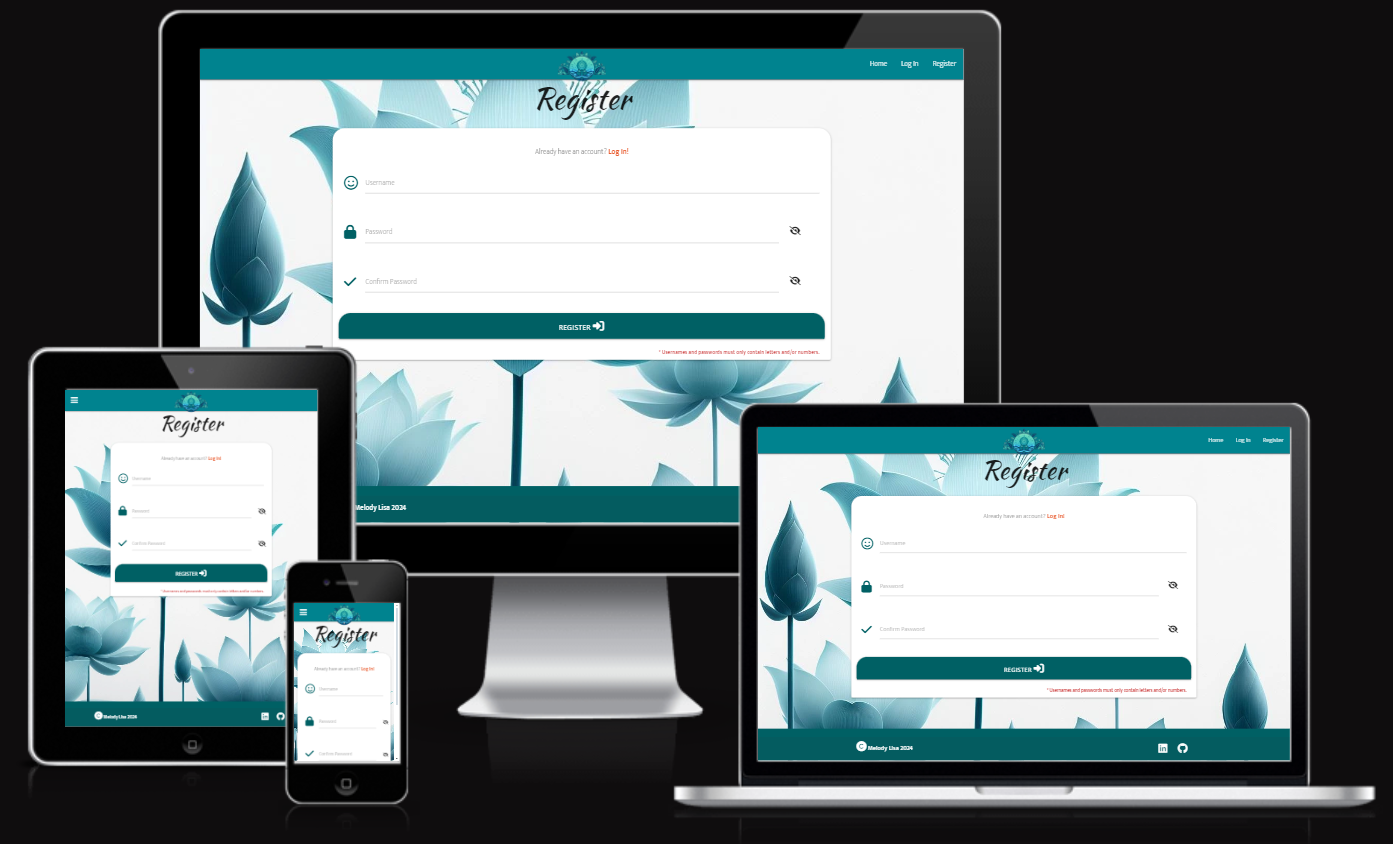 Home Log In Register
Register
Already have an account? Log In!
Username
Password
Confirm Password
REGISTER
* Usernames and passwords must only contain letters and/or numbers.
Melody Lisa 2024
Register
Already have an account? Log In!
Username
Password
Confirm Password
REGISTER
* Usernames and passwords must only contain letters and/or numbers.
C Melody Lisa 2024
Register
Already have an account? Log In!
Username
Password
Confirm Password
Home Log In Register
Register
Already have an account? Log In!
Username
Password
Confirm Password
REGISTER
* Usernames and passwords must only contain letters and/or numbers.
C Melody Lisa 2024